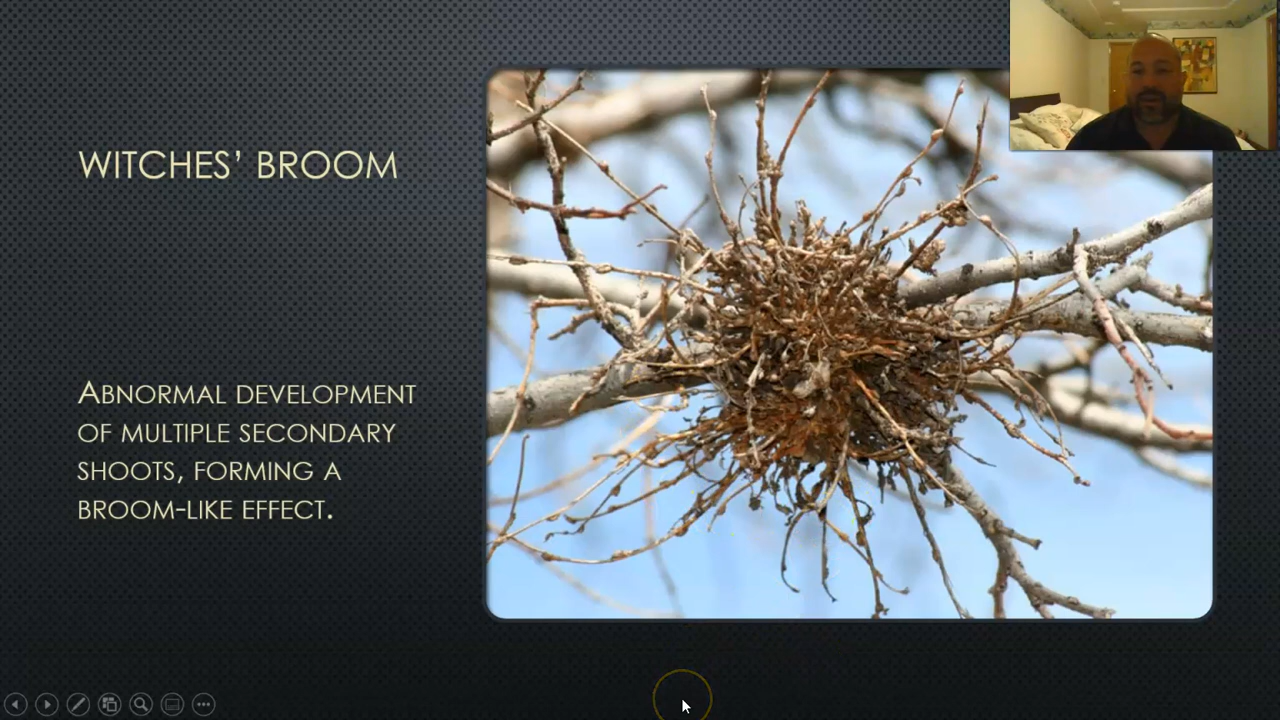 WITCHES’ BROOM
ABNORMAL DEVELOPMENT
OF MULTIPLE SECONDARY
SHOOTS, FORMING A
BROOM-LIKE EFFECT.